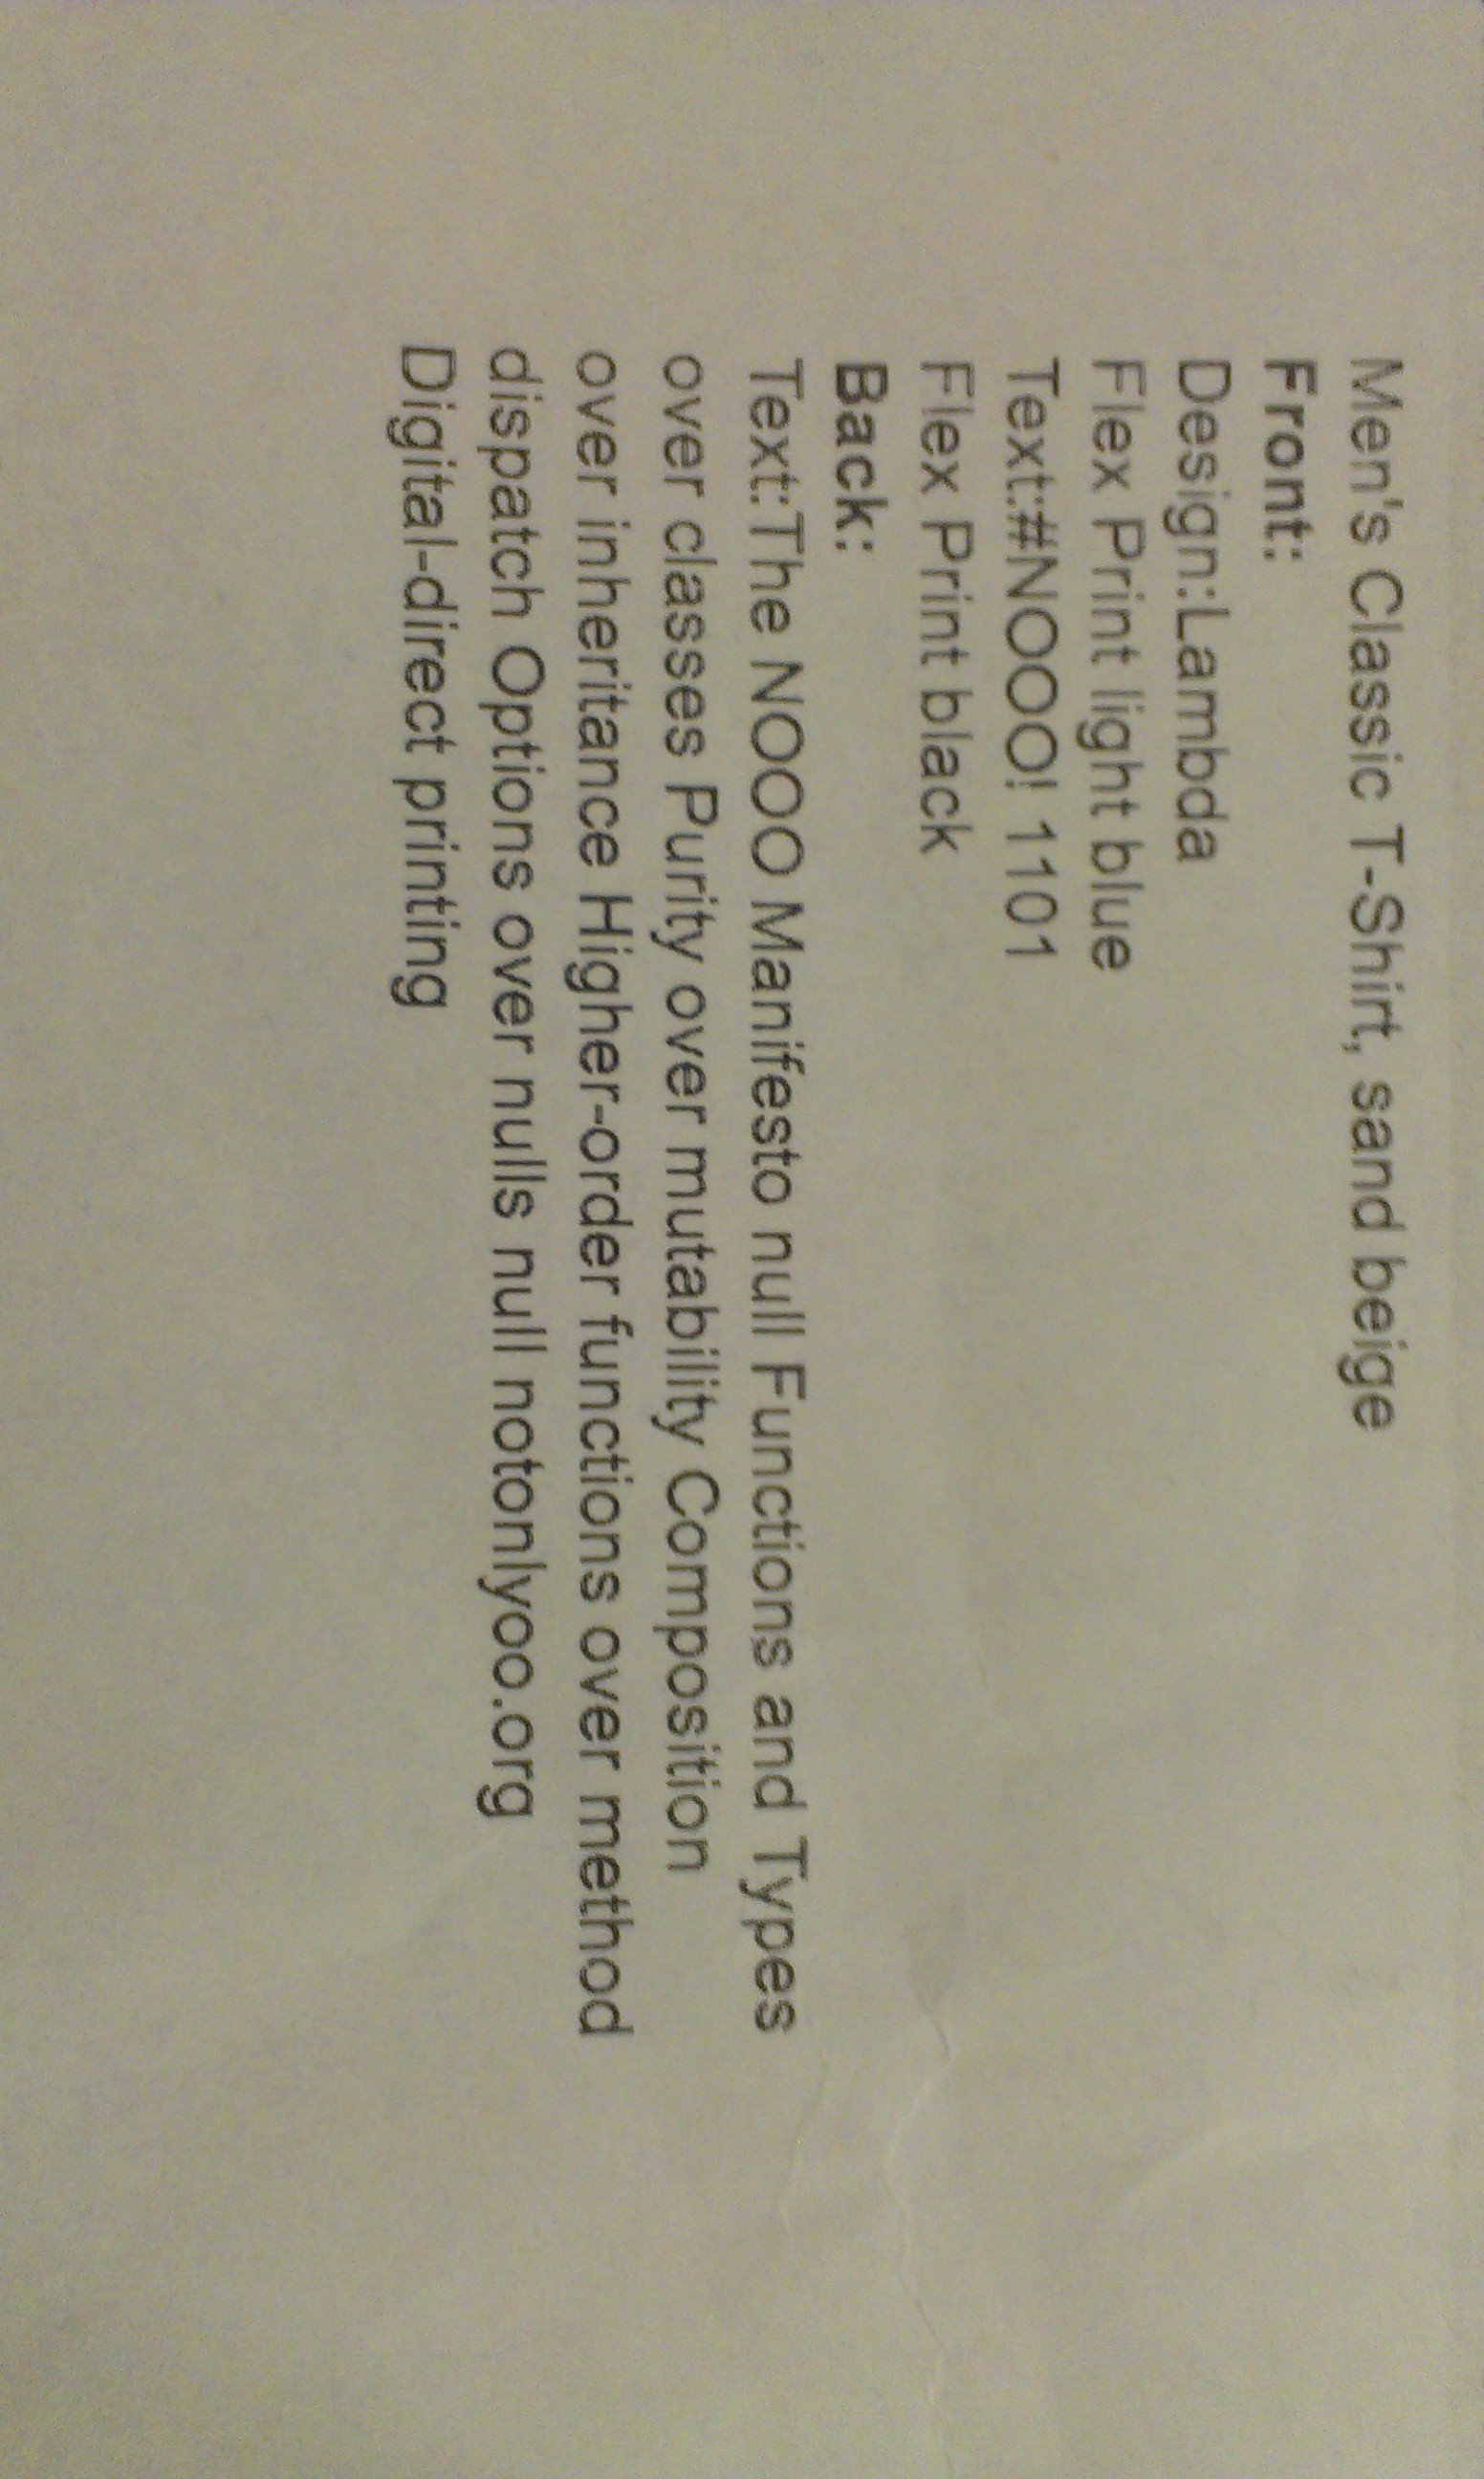 Men's Classic T-Shirt, sand beige
Front:
Design:Lambda
Flex Print light blue
Text:#NOOO! 1101
Flex Print black
Back:
Text:The NOOO Manifesto null Functions and Types
over classes Purity over mutability Composition
over inheritance Higher-order functions over method
dispatch Options over nulls null notonlyoo.org
Digital-direct printing